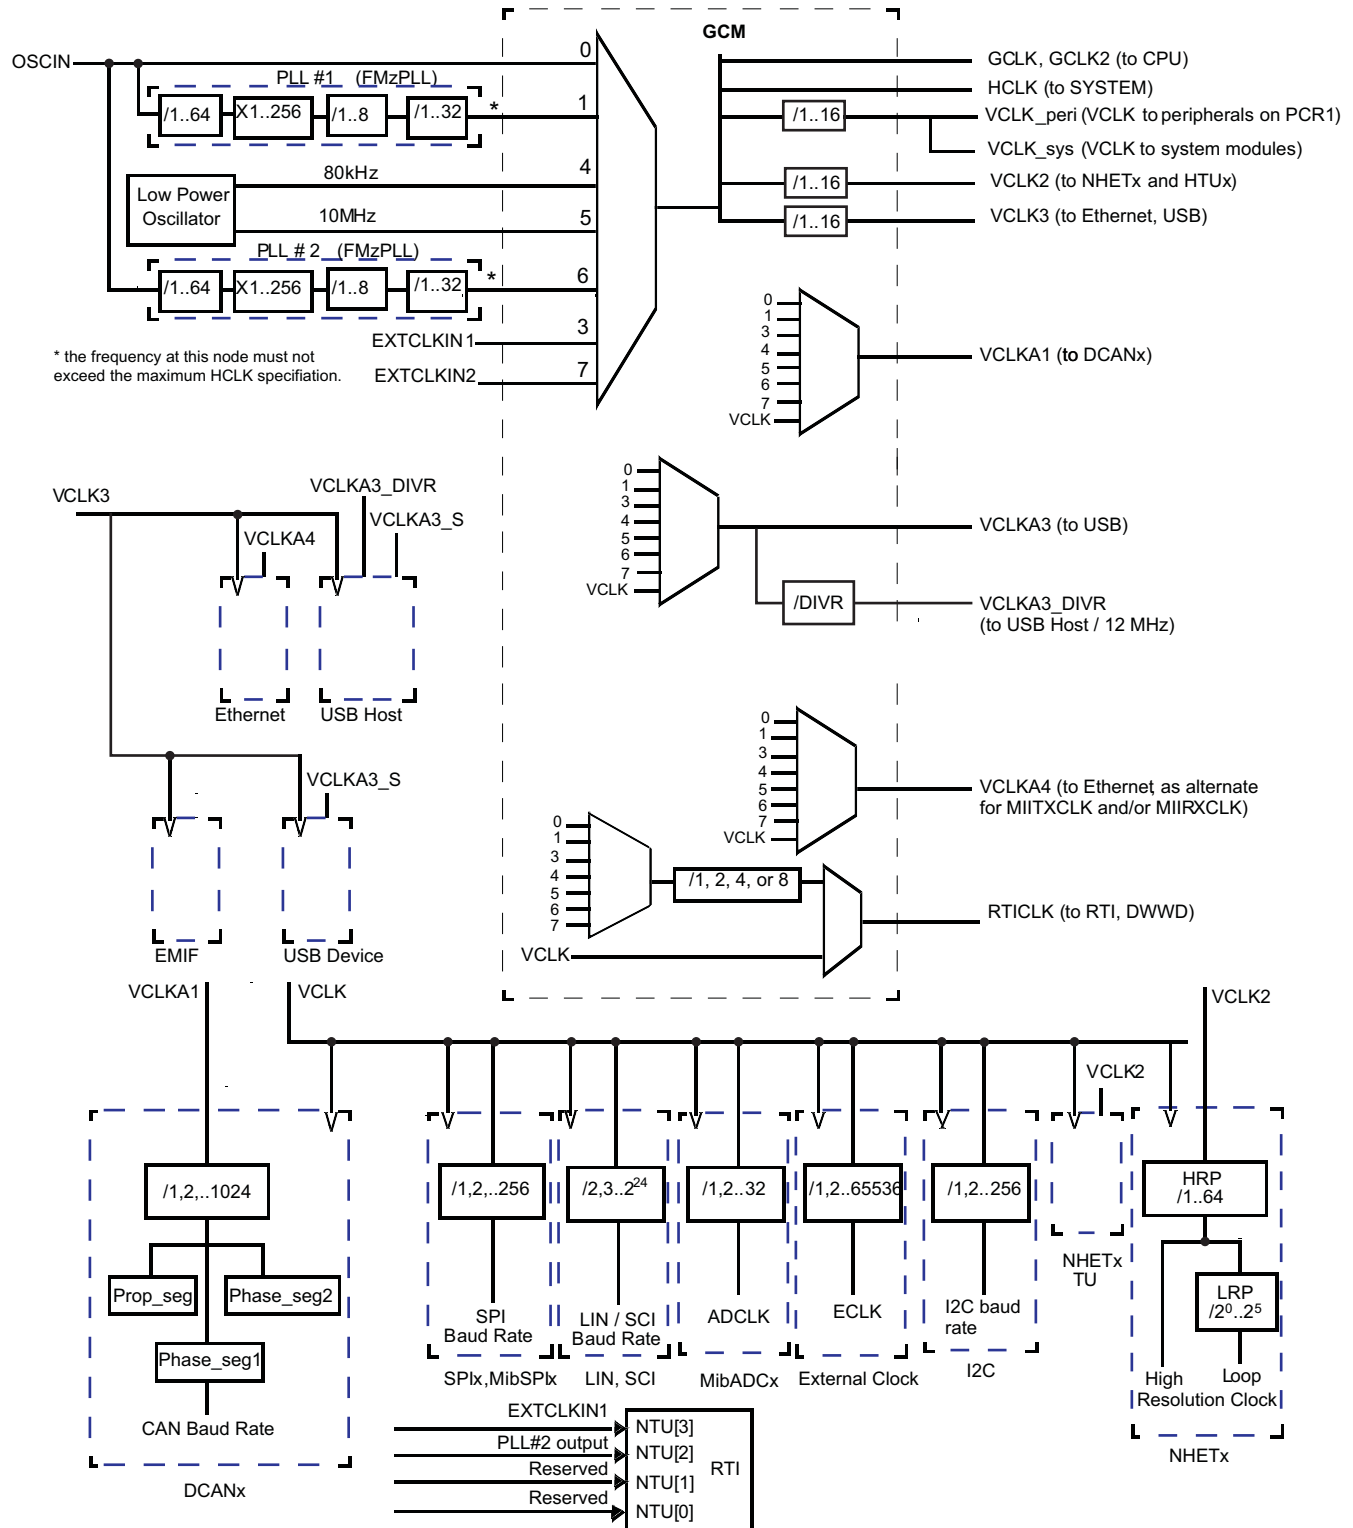 GCM
OSCIN
0
PLL #1 (FMzPLL)
/1..64
X1..256
/1..8
/1..32
*
1
80kHz
4
Low Power
Oscillator
10MHz
5
PLL # 2 (FMzPLL)
/1..64
X1..256
/1..8
/1..32
*
6
EXTCLKIN1
3
EXTCLKIN2
7
* the frequency at this node must not
exceed the maximum HCLK specifiation.
GCLK, GCLK2 (to CPU)
HCLK (to SYSTEM)
/1..16
VCLK_peri (VCLK to peripherals on PCR1)
VCLK_sys (VCLK to system modules)
/1..16
VCLK2 (to NHETx and HTUx)
/1..16
VCLK3 (to Ethernet, USB)
0
1
3
4
5
6
7
VCLK
VCLKA1 (to DCANx)
0
1
3
4
5
6
7
VCLK
VCLKA3 (to USB)
/DIVR
VCLKA3_DIVR
(to USB Host / 12 MHz)
0
1
3
4
5
6
7
VCLK
VCLKA4 (to Ethernet, as alternate
for MIITXCLK and/or MIIRXCLK)
0
1
3
4
5
6
7
/1, 2, 4, or 8
VCLK
RTICLK (to RTI, DWWD)
VCLK3
VCLKA3_DIVR
VCLKA3_S
VCLKA4
Ethernet
USB Host
VCLKA3_S
EMIF
USB Device
VCLKA1
VCLK
VCLK2
VCLK2
/1,2,..1024
Prop_seg
Phase_seg2
Phase_seg1
CAN Baud Rate
DCANx
/1,2,..256
SPI
Baud Rate
SPIx,MibSPIx
/2,3..2²⁴
LIN / SCI
Baud Rate
LIN, SCI
/1,2..32
ADCLK
MibADCx
/1,2..65536
ECLK
External Clock
/1,2..256
I2C baud
rate
I2C
NHETx
TU
HRP
/1..64
LRP
/2⁰..2⁵
High
Loop
Resolution Clock
NHETx
EXTCLKIN1
NTU[3]
PLL#2 output
NTU[2]
RTI
Reserved
NTU[1]
Reserved
NTU[0]